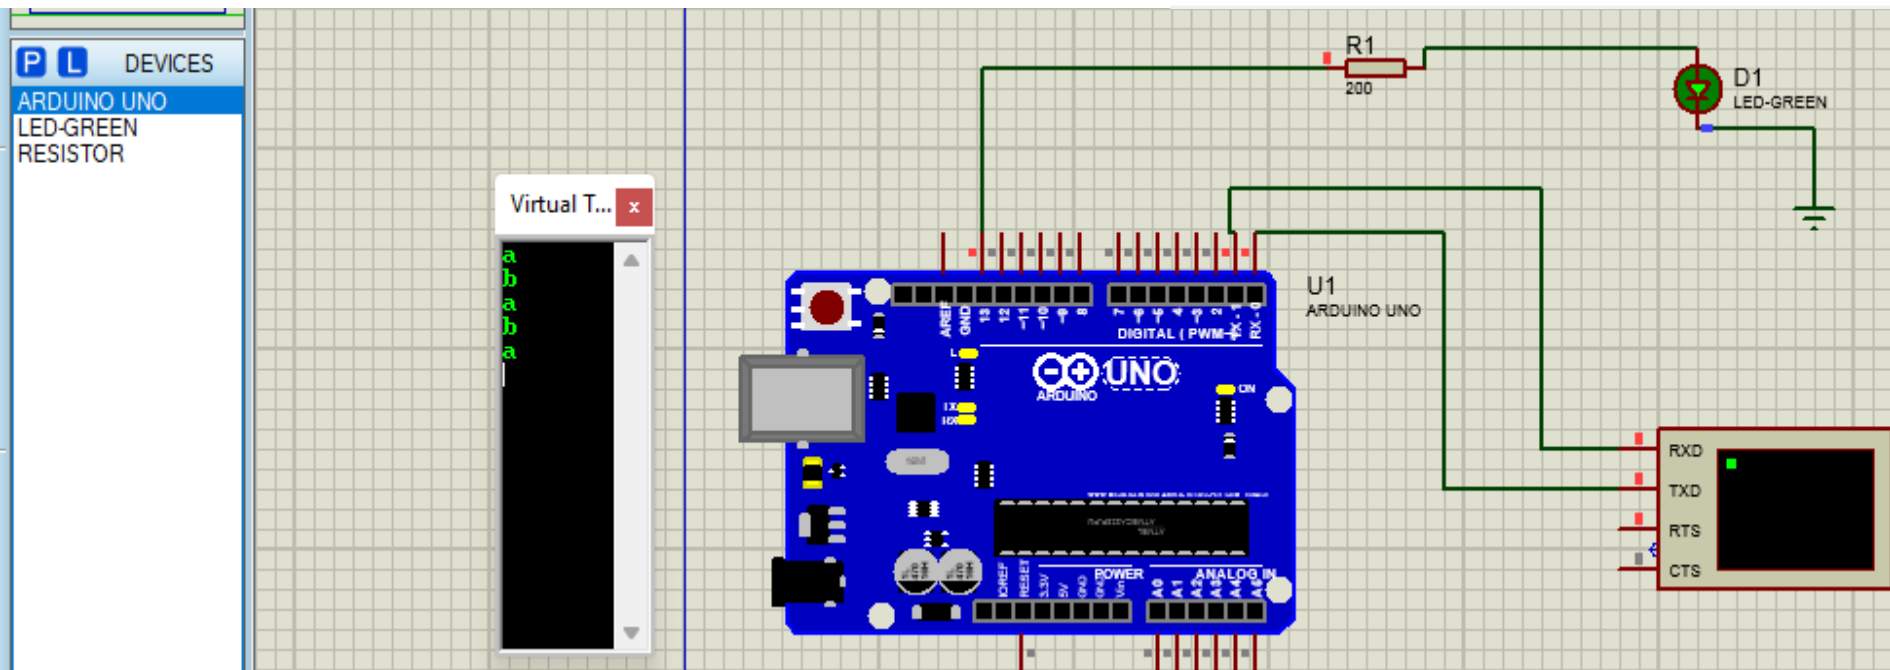 P L DEVICES
ARDUINO UNO
LED-GREEN
RESISTOR
Virtual T... x
a
b
a
b
a
R1
200
D1
LED-GREEN
U1
ARDUINO UNO
AREF
GND
13
12
~11
~10
~9
8
7
~6
~5
4
~3
2
TX - 1
RX - 0
DIGITAL ( PWM~)
L
TX
RX
UNO
ARDUINO
ON
IOREF
RESET
3.3V
5V
GND
GND
Vin
POWER
ANALOG IN
A0
A1
A2
A3
A4
A5
RXD
TXD
RTS
CTS